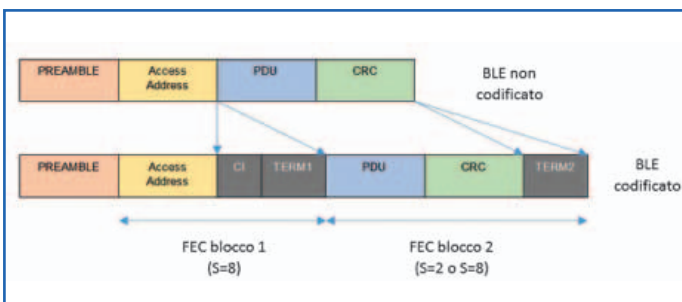 PREAMBLE Access Address PDU CRC
BLE non codificato
PREAMBLE Access Address CI TERM1 PDU CRC TERM2
BLE codificato
FEC blocco 1 (S=8)
FEC blocco 2 (S=2 o S=8)